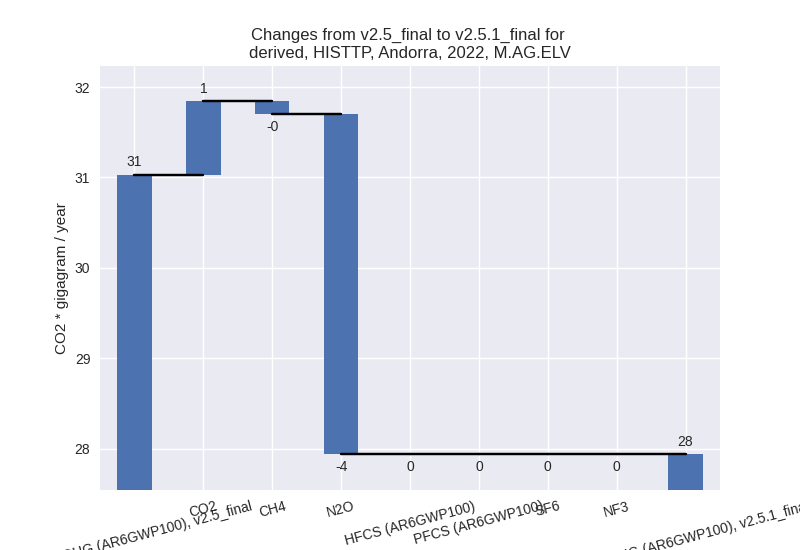 Changes from v2.5_final to v2.5.1_final for
derived, HISTTP, Andorra, 2022, M.AG.ELV
CO2 * gigagram / year
32
31
30
29
28
31
1
-0
-4
0
0
0
0
28
(AR6GWP100), v2.5_final
CO2
CH4
N2O
HFCS (AR6GWP100)
PFCS (AR6GWP100)
SF6
NF3
(AR6GWP100), v2.5.1_final